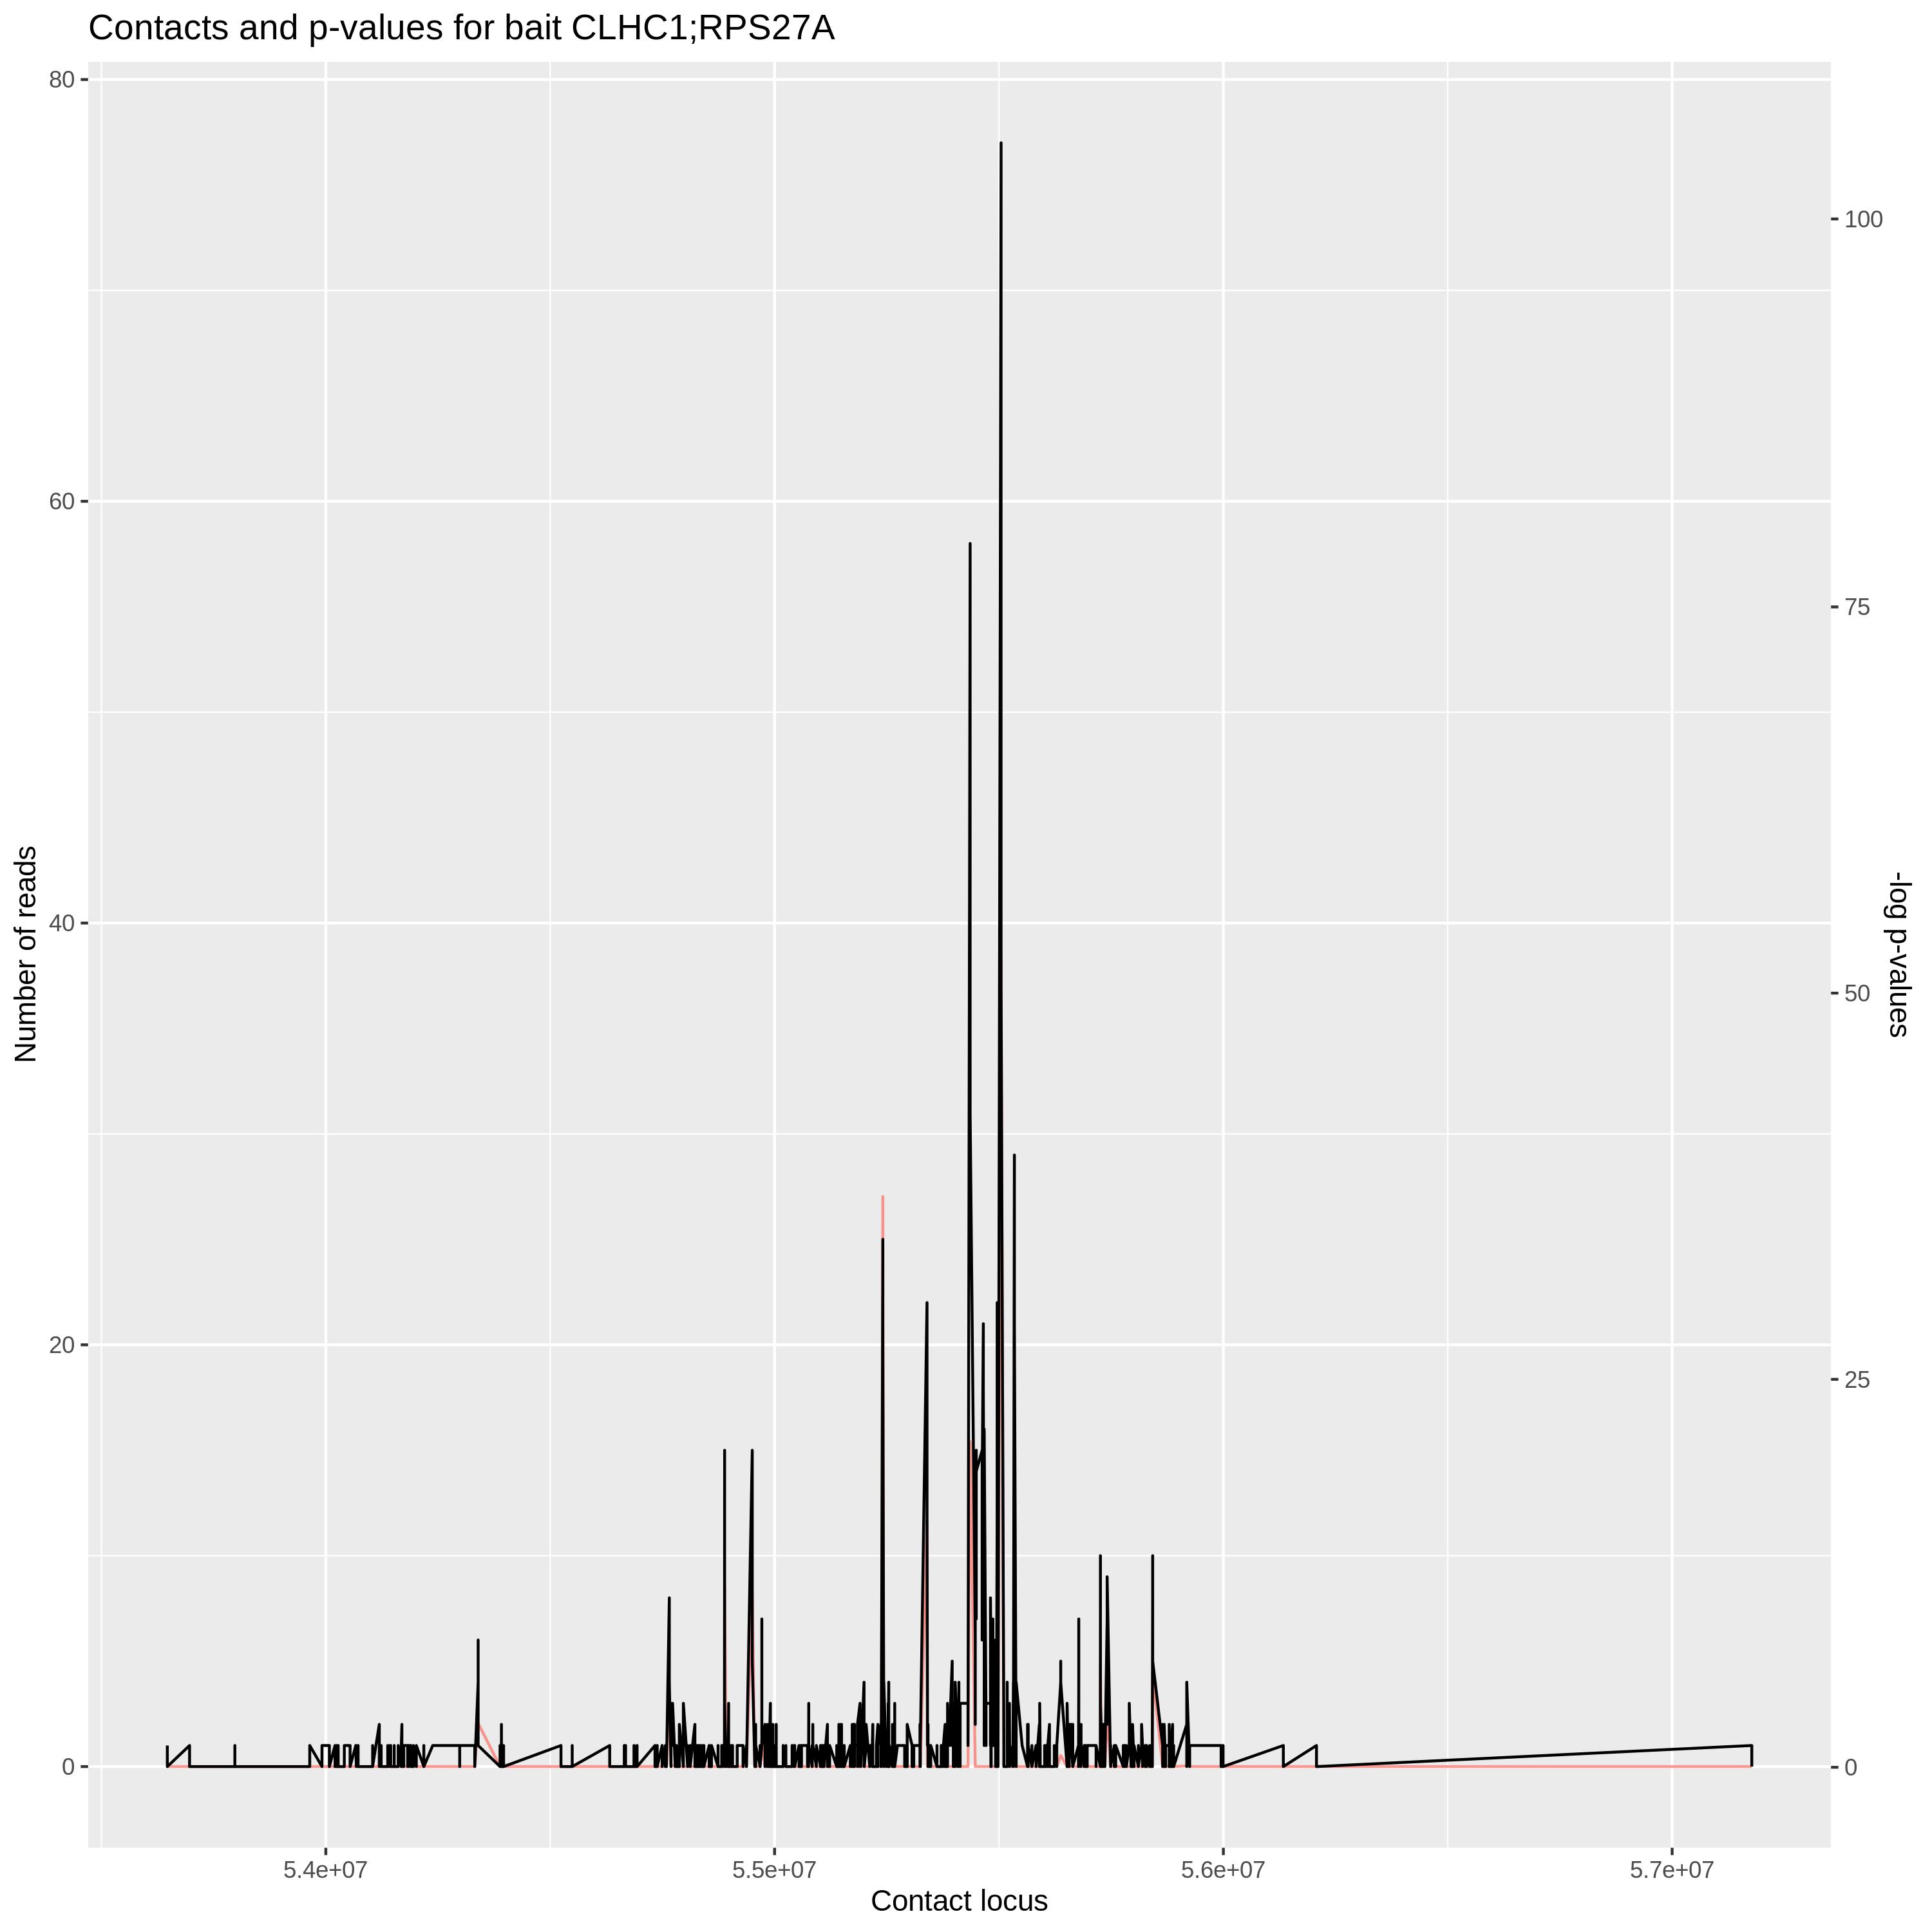 Contacts and p-values for bait CLHC1;RPS27A
80
60
40
20
0
Number of reads
100
75
50
25
0
-log p-values
5.4e+07
5.5e+07
5.6e+07
5.7e+07
Contact locus